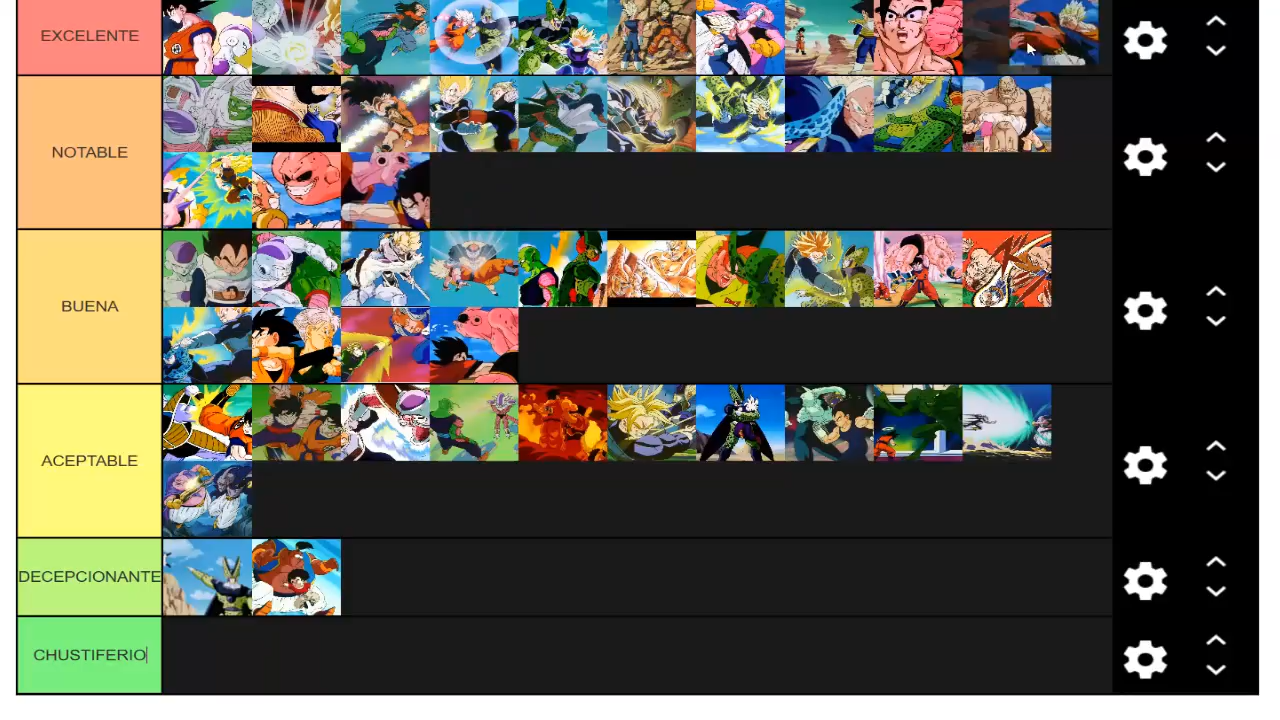 EXCELENTE
NOTABLE
BUENA
ACEPTABLE
DECEPCIONANTE
CHUSTIFERIO